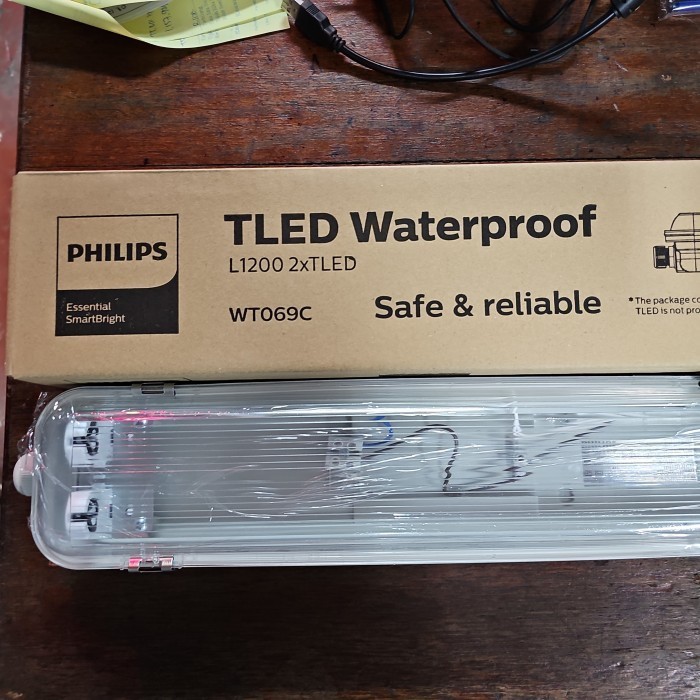 PHILIPS
Essential
SmartBright
TLED Waterproof
L1200 2xTLED
WT069C
Safe & reliable
*The package co
TLED is not pro